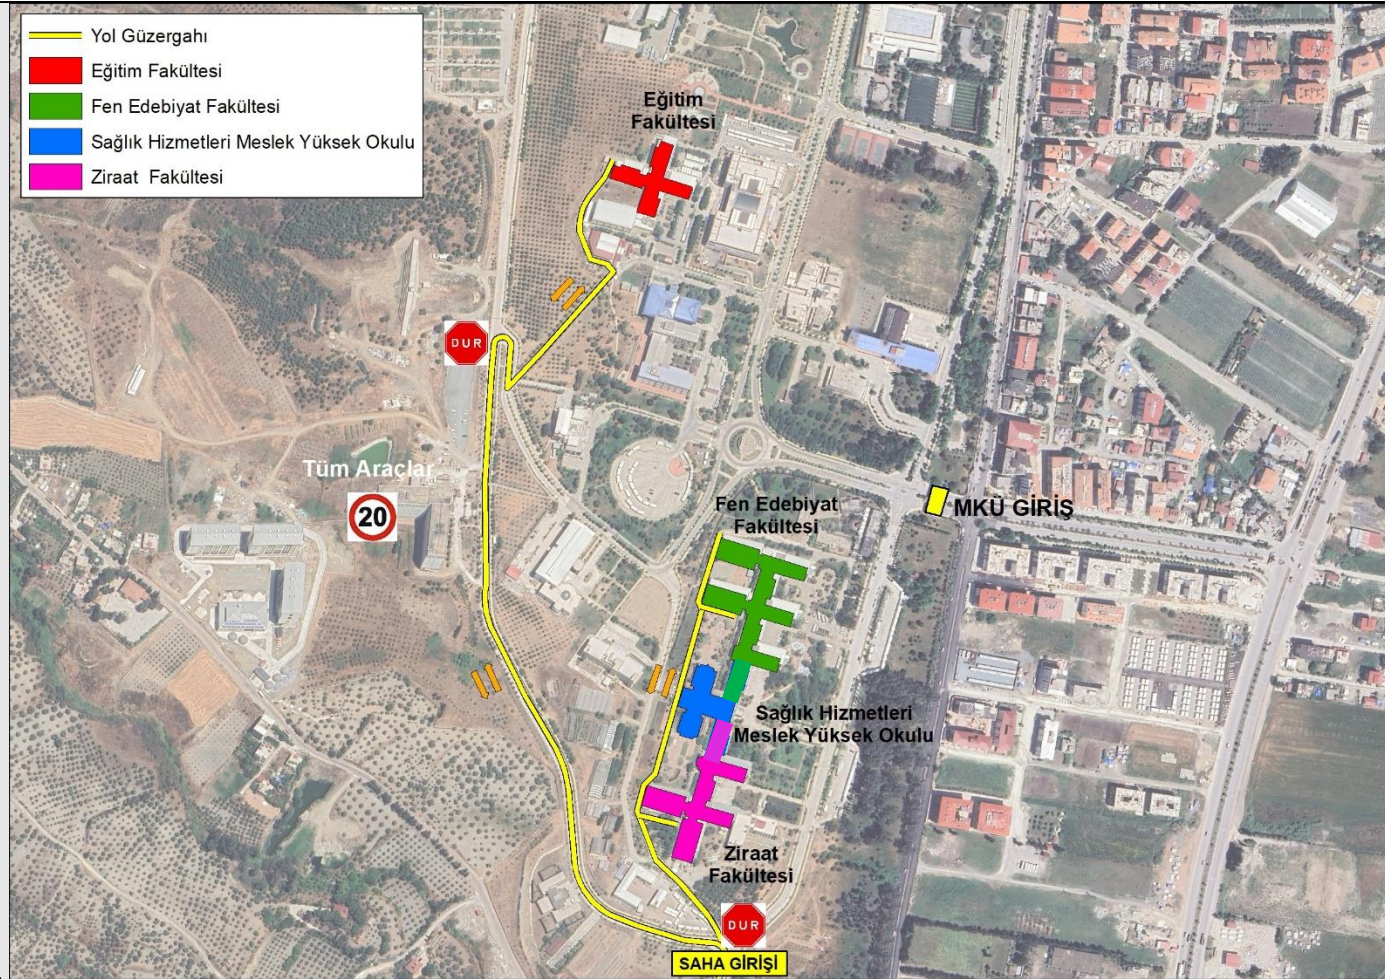 Yol Güzergahı
Eğitim Fakültesi
Fen Edebiyat Fakültesi
Sağlık Hizmetleri Meslek Yüksek Okulu
Ziraat Fakültesi
Eğitim
Fakültesi
DUR
Tüm Araçlar
20
Fen Edebiyat
Fakültesi
MKÜ GİRİŞ
Sağlık Hizmetleri
Meslek Yüksek Okulu
Ziraat
Fakültesi
DUR
SAHA GİRİŞİ